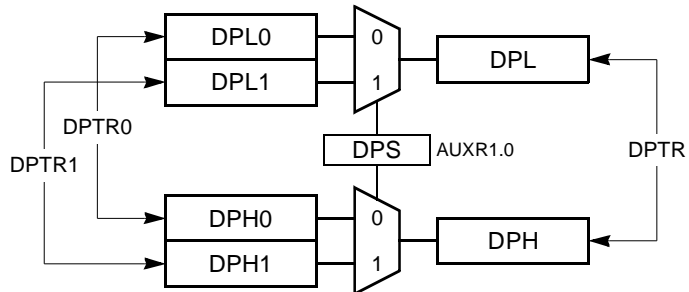 DPL0
0
DPL
DPL1
1
DPTR0
DPS
AUXR1.0
DPTR
DPTR1
DPH0
0
DPH
DPH1
1